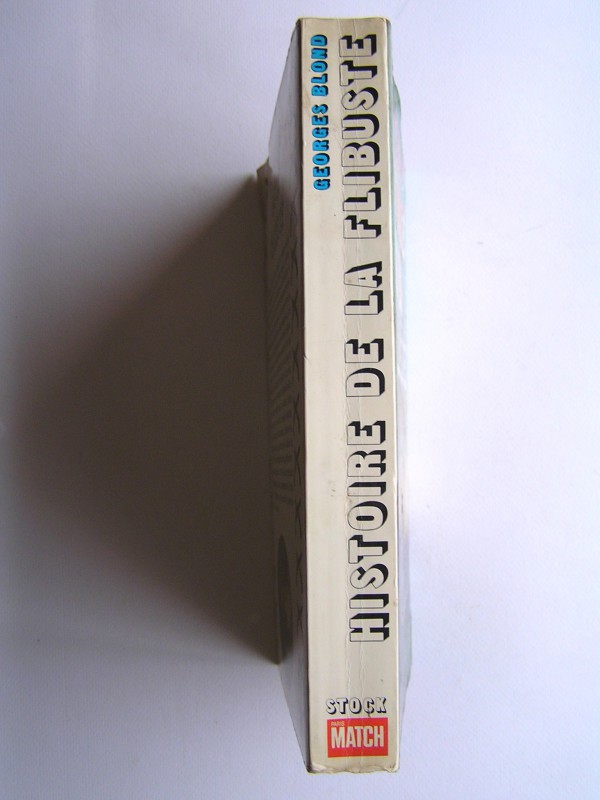 GEORGES BLOND
HISTOIRE DE LA FLIBUSTE
STOCK
PARIS
MATCH